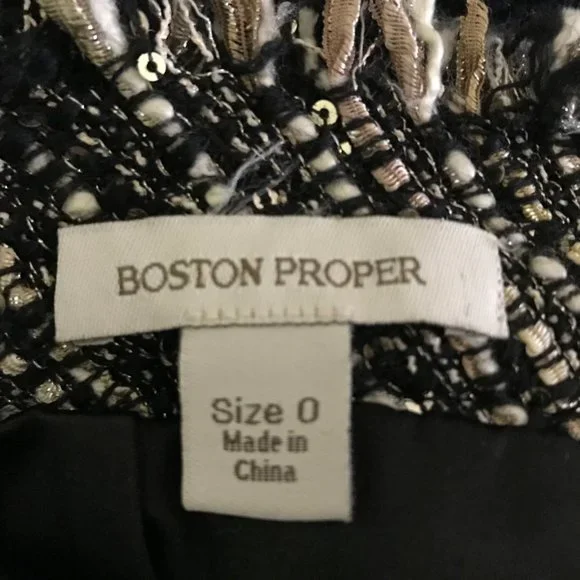 BOSTON PROPER
Size 0
Made in
China